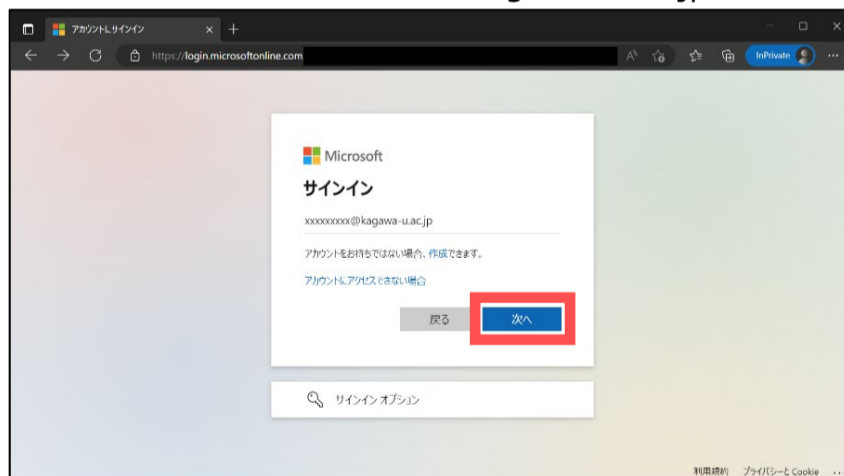 アカウントにサインイン
https://login.microsoftonline.com
InPrivate
Microsoft
サインイン
xxxxxxxxx@kagawa-u.ac.jp
アカウントをお持ちではない場合、作成できます。
アカウントにアクセスできない場合
戻る
次へ
サインイン オプション
利用規約 プライバシーと Cookie ...